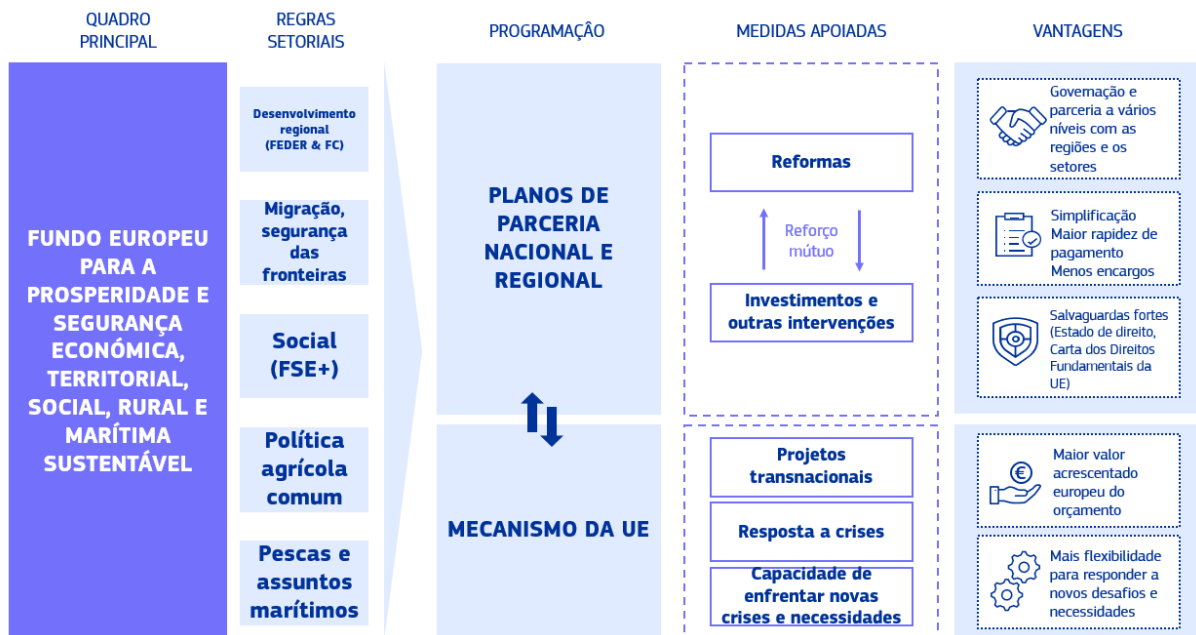 QUADRO
PRINCIPAL
REGRAS
SETORIAIS
PROGRAMAÇÂO
MEDIDAS APOIADAS
VANTAGENS
FUNDO EUROPEU
PARA A
PROSPERIDADE E
SEGURANÇA
ECONÓMICA,
TERRITORIAL,
SOCIAL, RURAL E
MARÍTIMA
SUSTENTÁVEL
Desenvolvimento
regional
(FEDER & FC)
Migração,
segurança
das
fronteiras
Social
(FSE+)
Política
agrícola
comum
Pescas e
assuntos
marítimos
PLANOS DE
PARCERIA
NACIONAL E
REGIONAL
MECANISMO DA UE
Reformas
Reforço
mútuo
Investimentos e
outras intervenções
Projetos
transnacionais
Resposta a crises
Capacidade de
enfrentar novas
crises e necessidades
Governação e
parceria a vários
níveis com as
regiões e os
setores
Simplificação
Maior rapidez de
pagamento
Menos encargos
Salvaguardas fortes
(Estado de direito,
Carta dos Direitos
Fundamentais da
UE)
€
Maior valor
acrescentado
europeu do
orçamento
Mais flexibilidade
para responder a
novos desafios e
necessidades